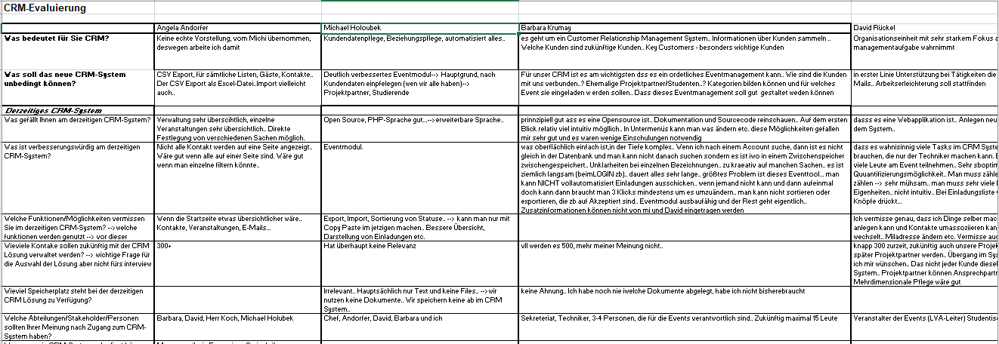 CRM-Evaluierung
Angela Andorfer
Michael Holoubek
Barbara Krumay
David Rückel
Was bedeutet für Sie CRM?
Keine echte Vorstellung, vom Michi übernommen,
deswegen arbeite ich damit
Kundendatenpflege, Beziehungspflege, automatisiert alles..
es geht um ein Customer Relationship Management System.. Informationen über Kunden sammeln ..
Welche Kunden sind zukünftige Kunden.. Key Customers - besonders wichtige Kunden
Organisationseinheit mit sehr starkem Fokus a
managementaufgabe wahrnimmt
Was soll das neue CRM-System
unbedingt können?
CSV Export, für sämtliche Listen, Gäste, Kontakte..
Der CSV Export als Excel-Datei..Import vielleicht
auch..
Deutlich verbessertes Eventmodul--> Hauptgrund, nach
Kundendaten einpfelegen (wen wir alle haben)-->
Projektpartner, Studierende
Für unser CRM ist es am wichtigsten dss es ein ordetliches Eventmanagement kann.. Wie sind die Kunden
mit uns verbunden..? Ehemalige Projektpartner/Studenten..? Kategorien bilden können und für welches
Event sie eingeladen werden sollen.. Dass dieses Eventmanagement soll gut gestaltet weden können
in erster Linie Unterstützung bei Tätigkeiten die
Mails.. Arbeitserleichterung soll stattfinden
Derzeitiges CRM-System
Was gefällt Ihnen am derzeitigen CRM-System?
Verwaltung sehr überscihtlich, einzelne
Veranstaltungen sehr übersichtlich.. Direkte
Festlegung von verschiedenen Sachen möglich.
Open Source, PHP-Sprache gut...-->erweiterbare Sprache..
prinnzipiell gut ass es eine Opensource ist.. Dokumentation und Sourcecode reinschauen.. Auf dem ersten
Blick relativ viel intuitiv mögllich.. In Untermenüs kann man was ändern etc. diese Möglichkeiten gefallen
mir sehr gut und es waren wenige Einschulungen notwendig
dasss es eine Webapplikation ist.. Anlegen neu
dem System..
Was ist verbesserungswürdig am derzeitigen
CRM-System?
Nicht alle Kontakt werden auf eine Seite angezeigt..
Wäre gut wenn alle auf einer Seite sind. Wäre gut
wenn man einzelne filtern könnte..
Eventmodul.
was oberflächlich einfach ist,in der Tiefe komplex.. Wenn ich nach einem Account suche, dann ist es nicht
gleich in der Datenbank und man kann nicht danach suchen sondern es ist iwo in einem Zwischenspeicher
zwischengespeichert.. Unklarheiten bei einzelnen Bezeichnungen.. zu kraeativ auf manchen Sachen.. es ist
ziemlich langsam (beimLOGIN zb).. dauert alles sehr lange.. größtes Problem ist dieses Eventtool... man
kann NICHT vollautomatisiert Einladungen ausschicken.. wenn jemand nicht kann und dann aufeinmal
doch kann dann braucht man 3 Klicks mindestens um es umzuändern.. man kann nicht sortieren oder
exportieren, die zb auf Akzeptiert sind.. Eventmodul ausbaufähig und der Rest geht eigentlich..
Zusatzinformationen können nicht von mi und David eingetragen werden
dass es wahnisinnig viele Tasks im CRM Syste
brauchen, die nur der Techniker machen kann. E
viele Leute am Event teilnehmen.. Sehr sboptim
Quuantifizierungsmöglichkeit.. Man muss zähle
zählen --> sehr mühsam.. man muss sehr viele
Eigenheiten.. nicht intuitiv.. Bei Einladungsliste
Knöpfe drückt...
Welche Funktionen/Möglichkeiten vermissen
Sie im derzeitigen CRM-System? -->welche
funktionen werden genutzt --> vor dieser
Wenn die Startseite etwas übersichtlicher wäre..
Kontakte, Veranstaltungen, E-Mails...
Export, Import, Sortierung von Statuse.. --> kann man nur mit
Copy Paste im jetzigen machen.. Bessere Übersicht,
Darstellung von Einladungen etc.
Ich vermisse genau, dass ich Dinge selber mac
anlegen kann und Kontakte umassoziieren kan
wechselt.. Miladresse ändern etc. Vermisse auc
Wieviele Kontake sollen zukünftig mit der CRM
Lösung verwaltet werden? --> wichtige Frage für
die Auswahl der Lösung aber nicht fürs interview
300+
Hat überhaupt keine Relevanz
vll werden es 500, mehr meiner Meinung nicht..
knapp 300 zurzeit, zukünftig auch unsere Projek
später Projektpartner werden.. Übergang im Sy
ich mir wünschen.. Das nicht jeder Kunde diesel
System.. Projektpartner können Ansprechpartn
Mehrdimensionale Pflege wäre gut
Wieviel Speicherplatz steht bei der derzeitigen
CRM Lösung zu Verfügung?
Irrelevant.. Hauptsächlich nur Text und keine Files.. -->wir
nutzen keine Dokumente.. Wir speichern keine ab im CRM
System..
keine Ahnung.. Ich habe noch nie welche Dokumente abgelegt, habe ich nicht bisherebraucht
Welche Abteilungen/Stakeholder/Personen
sollten Ihrer Meinung nach Zugang zum CRM-
System haben?
Barbara, David, Herr Koch, Michael Holubek
Chef, Andorfer, David, Barbara und ich
Sekreteriat, Techniker, 3-4 Personen, die für die Events verantwortlich sind.. Zukünftig maximal 15 Leute
Veranstalter der Events (LVA-Leiter) Studentisc